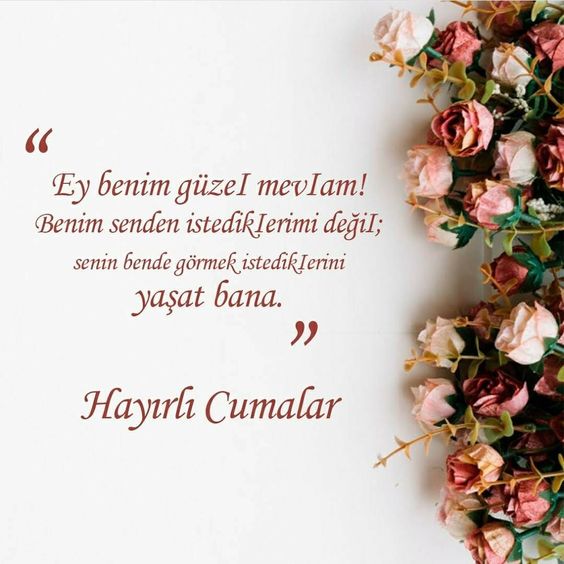 “
Ey benim güzel mevlam!
Benim senden istediklerimi değil;
senin bende görmek istediklerini
yaşat bana.
”
Hayırlı Cumalar